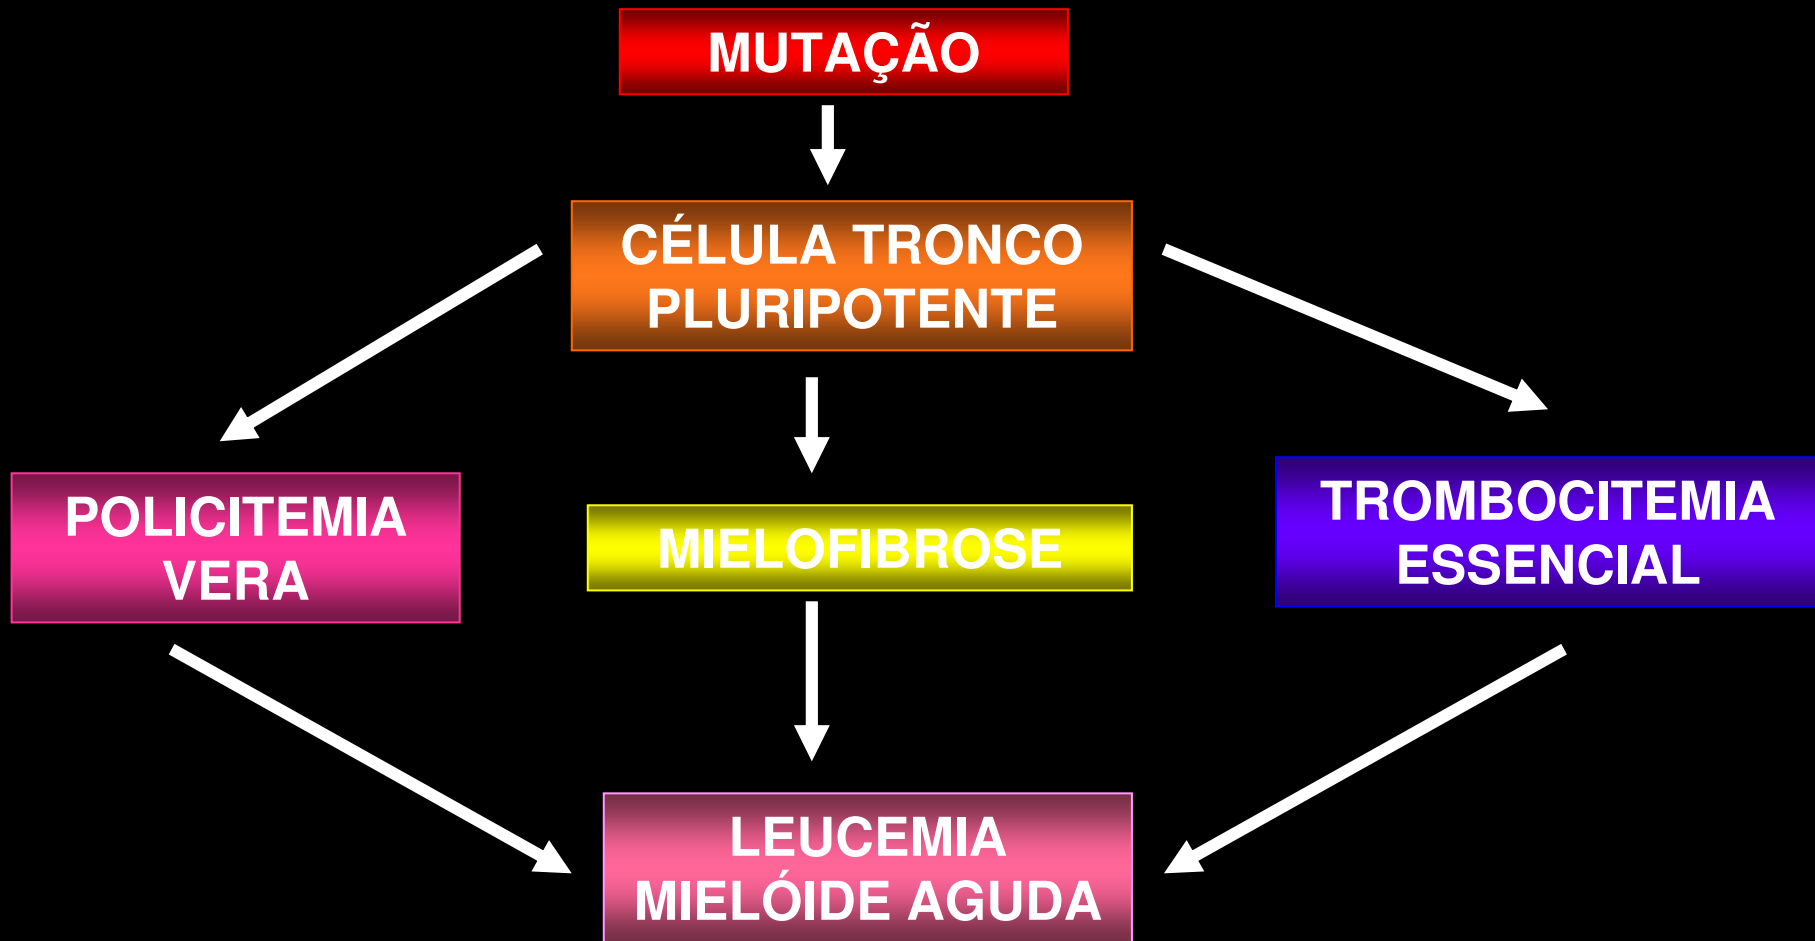 MUTAÇÃO
CÉLULA TRONCO
PLURIPOTENTE
POLICITEMIA
VERA
MIELOFIBROSE
TROMBOCITEMIA
ESSENCIAL
LEUCEMIA
MIELÓIDE AGUDA